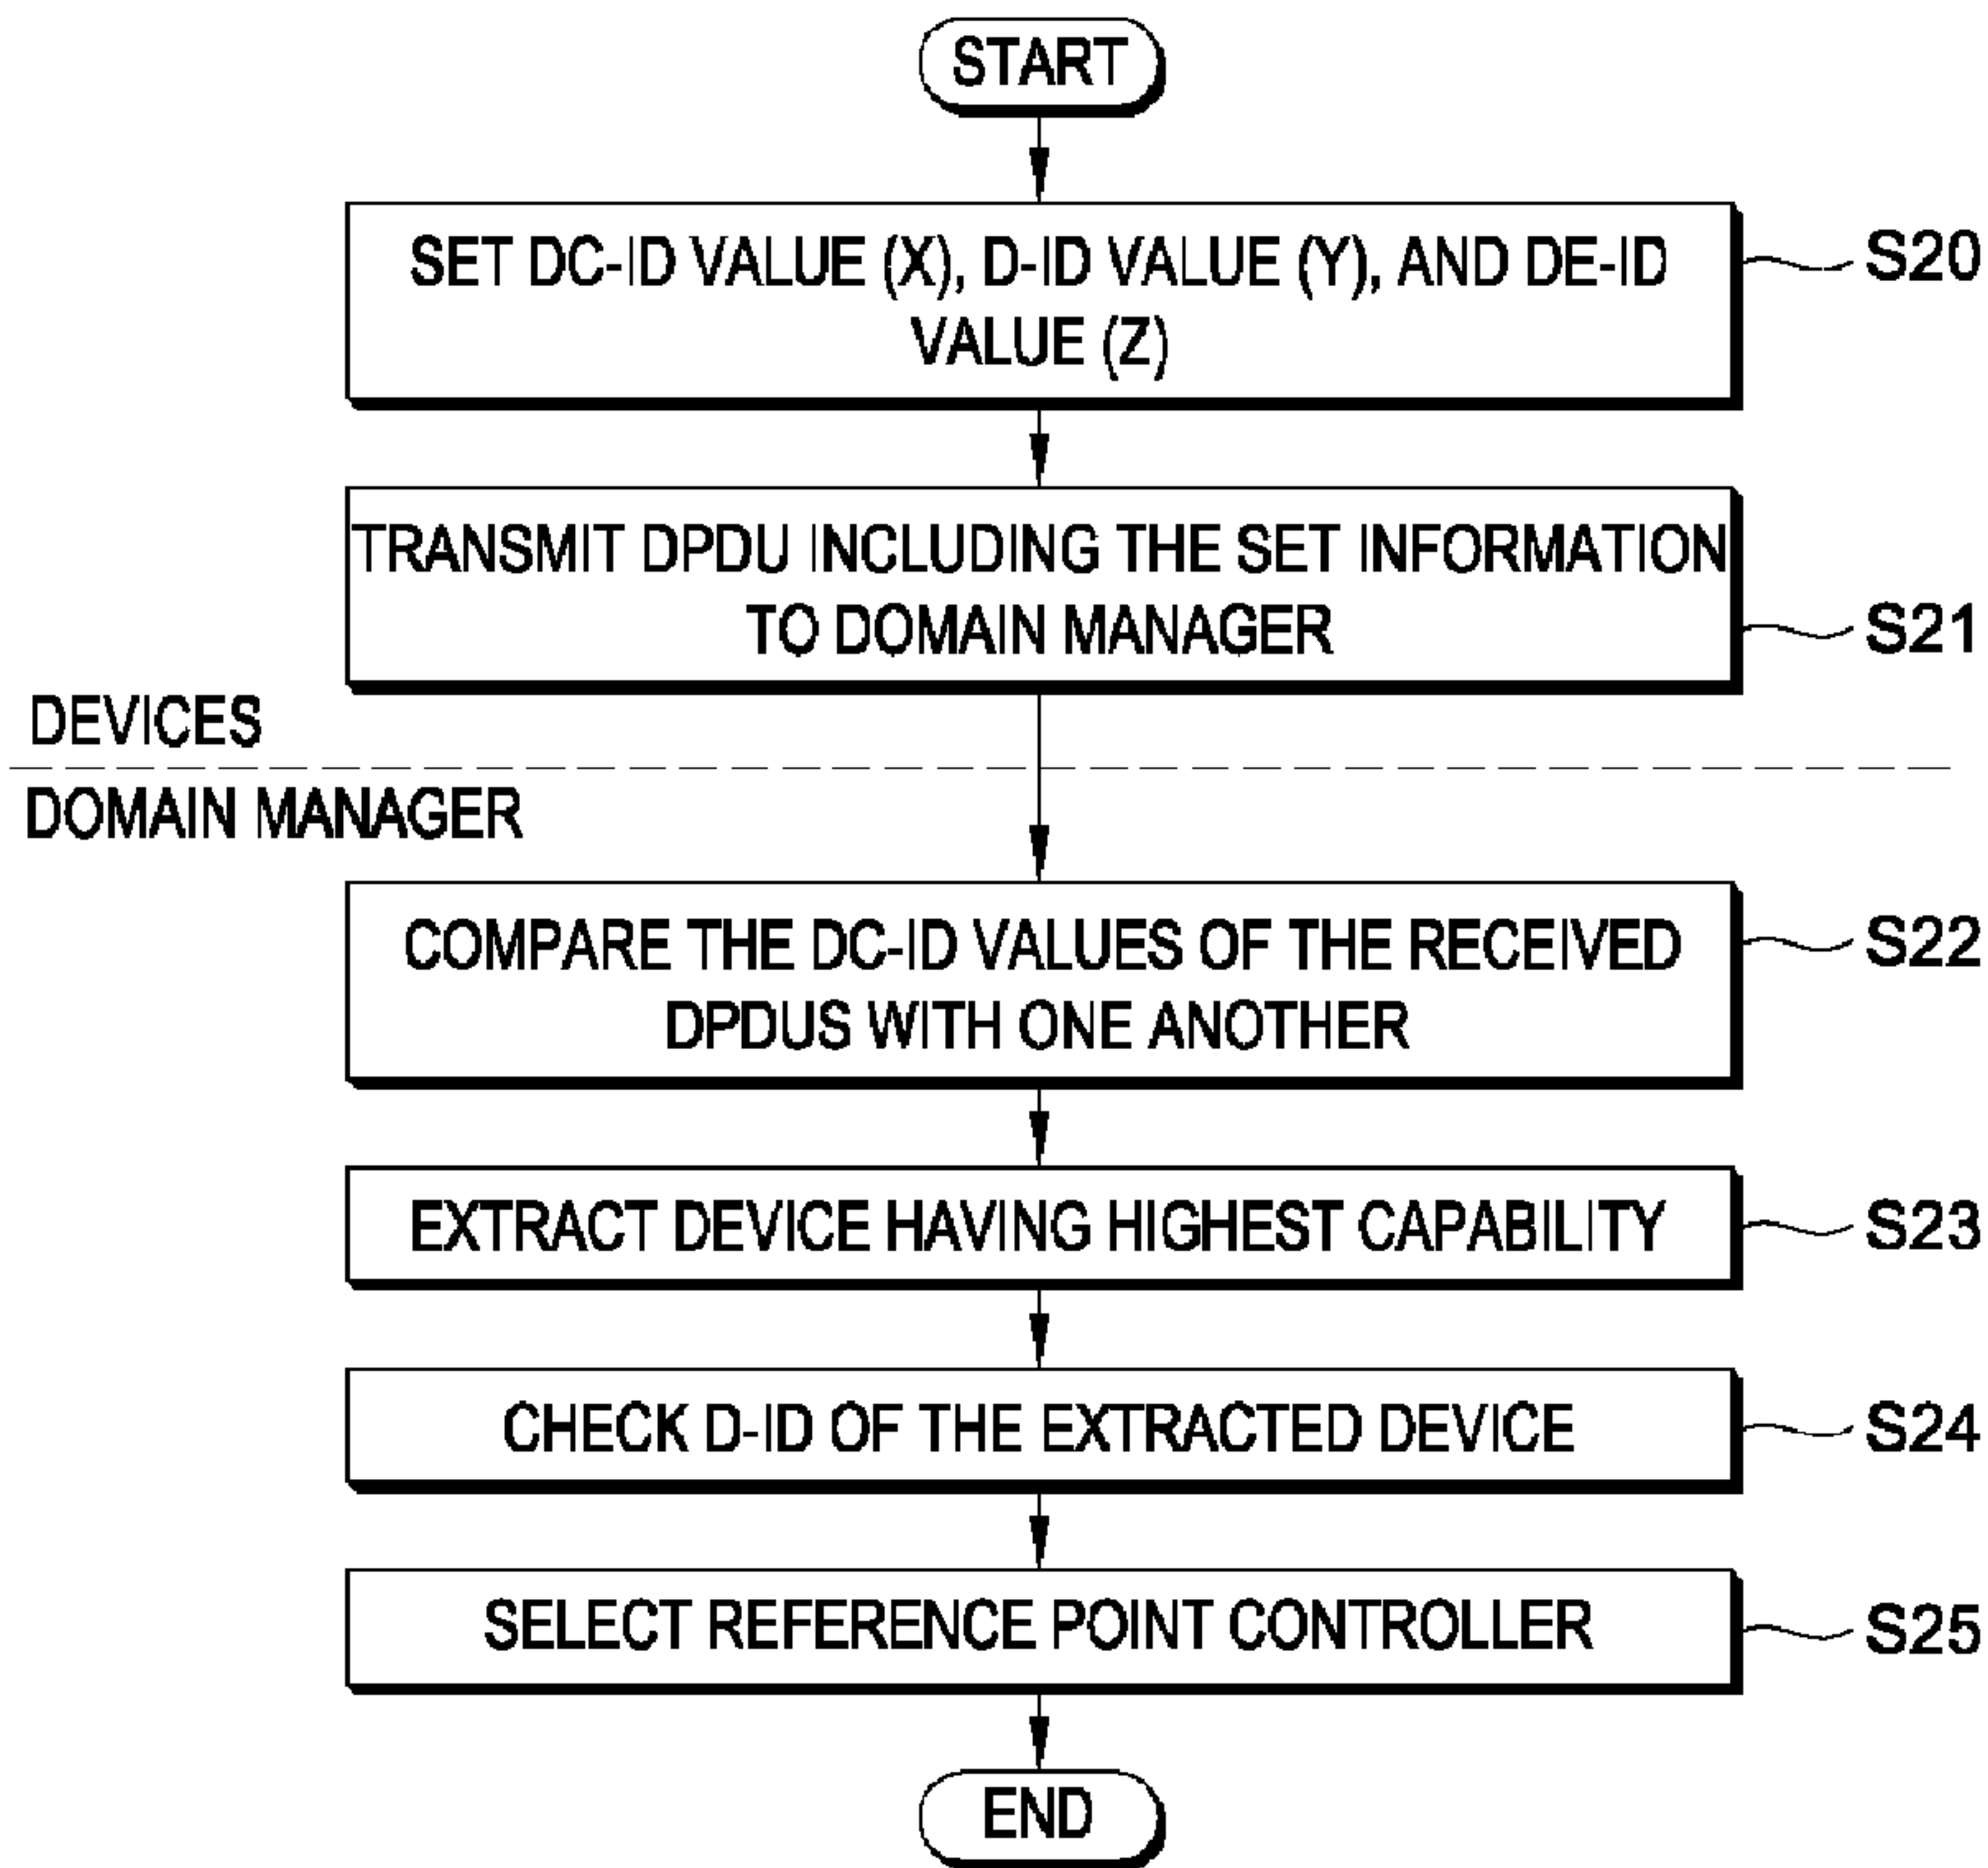 START
SET DC-ID VALUE (X), D-ID VALUE (Y), AND DE-ID
VALUE (Z)
S20
TRANSMIT DPDU INCLUDING THE SET INFORMATION
TO DOMAIN MANAGER
S21
DEVICES
DOMAIN MANAGER
COMPARE THE DC-ID VALUES OF THE RECEIVED
DPDUS WITH ONE ANOTHER
S22
EXTRACT DEVICE HAVING HIGHEST CAPABILITY
S23
CHECK D-ID OF THE EXTRACTED DEVICE
S24
SELECT REFERENCE POINT CONTROLLER
S25
END